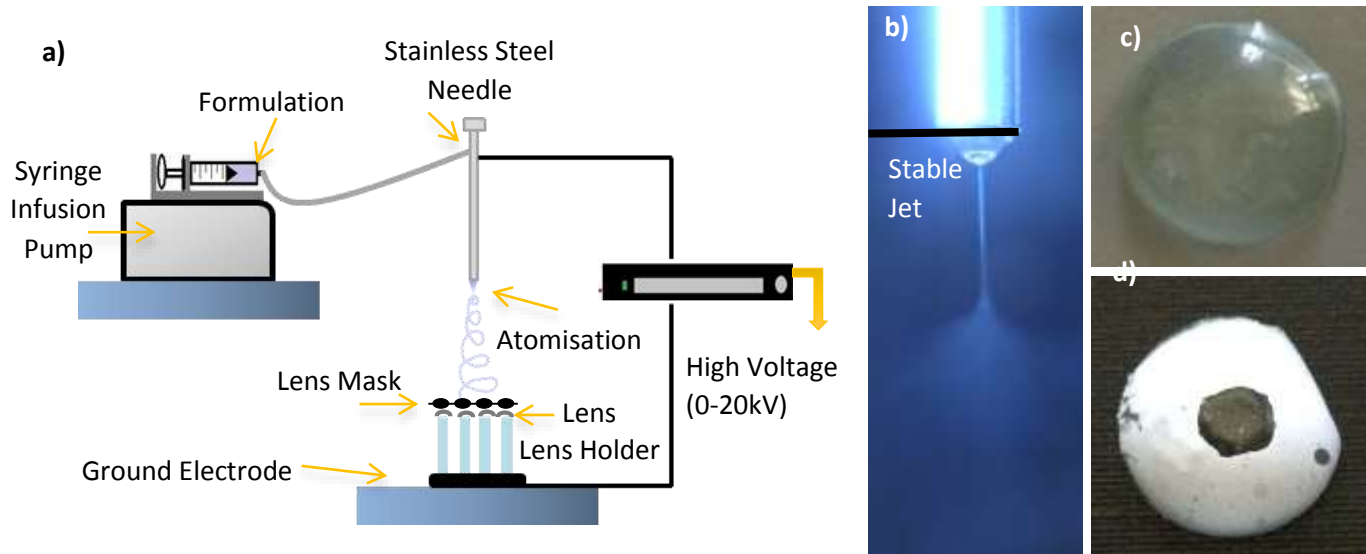 a)
Stainless Steel
Needle
Formulation
Syringe
Infusion
Pump
Atomisation
High Voltage
(0-20kV)
Lens Mask
Lens
Lens Holder
Ground Electrode
b)
Stable
Jet
c)
d)